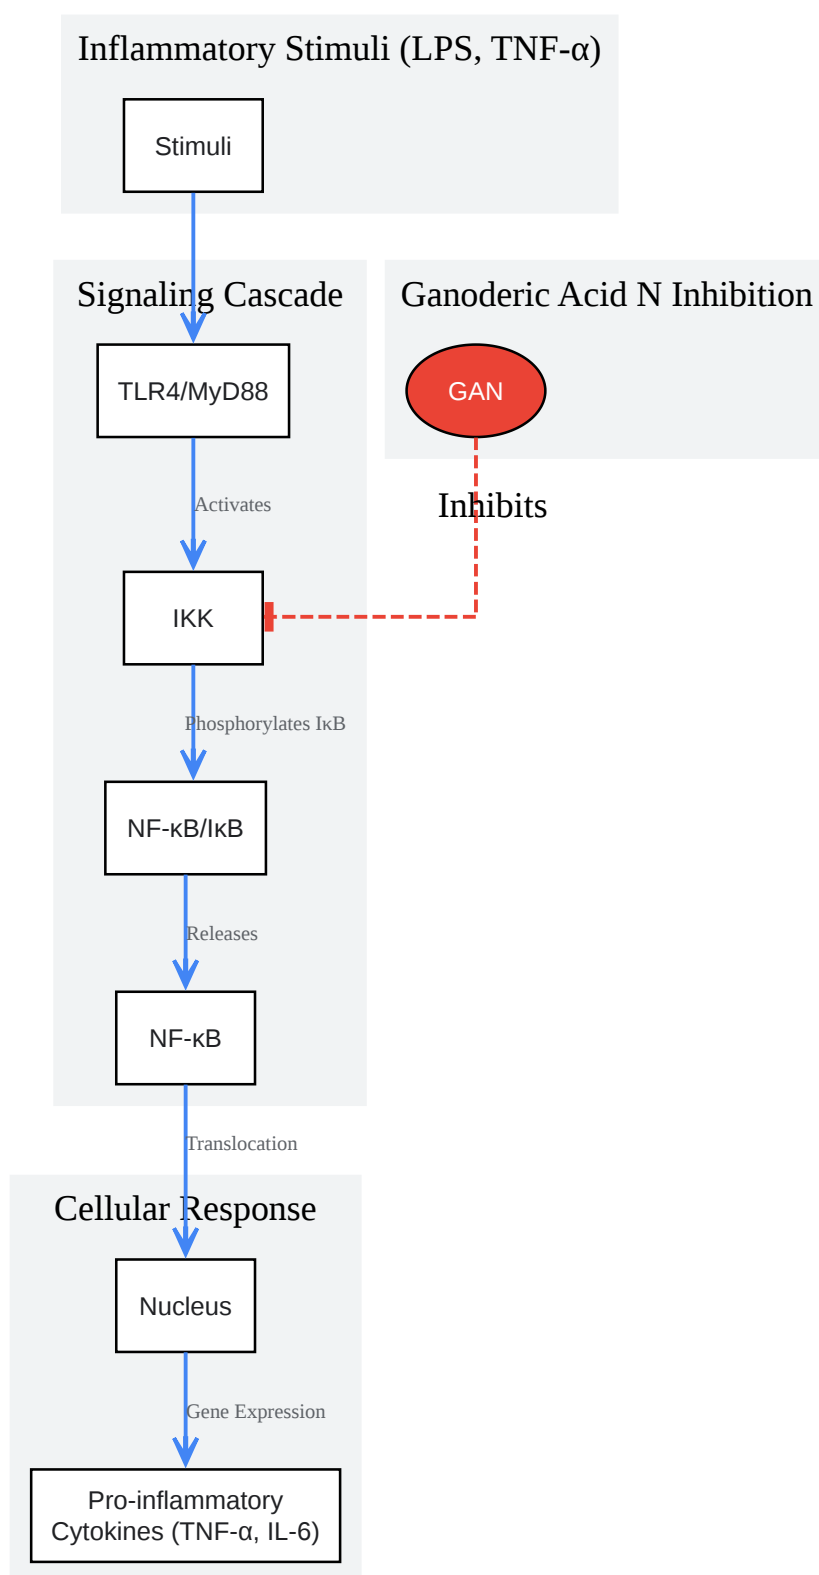 Inflammatory Stimuli (LPS, TNF-α)
Stimuli
Signaling Cascade
Ganoderic Acid N Inhibition
TLR4/MyD88
GAN
Activates
Inhibits
IKK
Phosphorylates IκB
NF-κB/IκB
Releases
NF-κB
Translocation
Cellular Response
Nucleus
Gene Expression
Pro-inflammatory
Cytokines (TNF-α, IL-6)